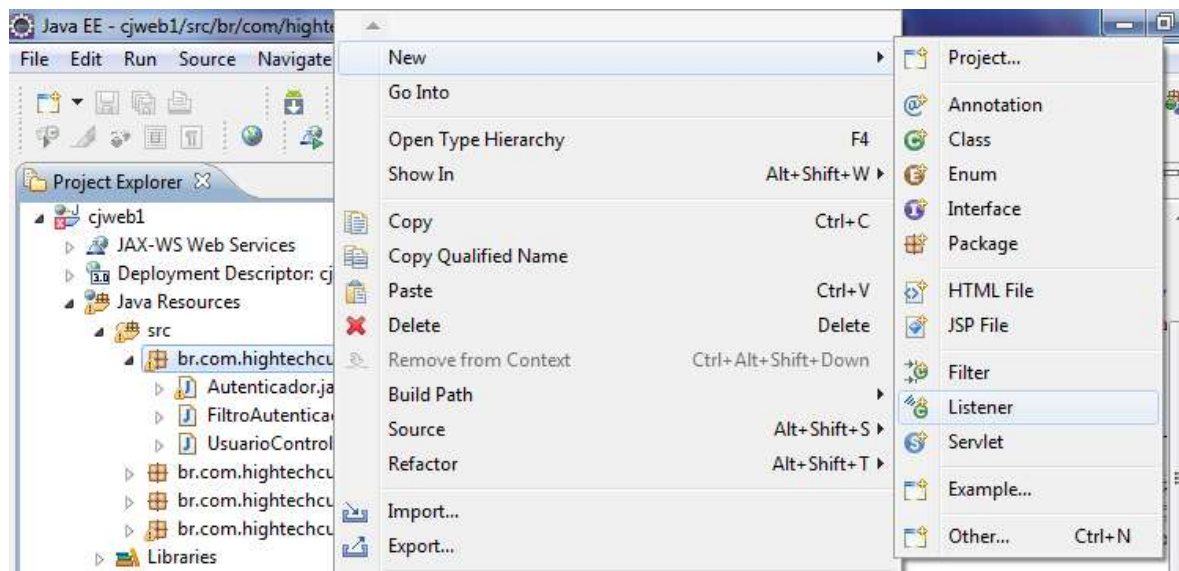 Java EE - cjweb1/src/br/com/highte
File Edit Run Source Navigate
Project Explorer
cjweb1
JAX-WS Web Services
3.0 Deployment Descriptor: cj
Java Resources
src
br.com.hightechcu
Autenticador.ja
FiltroAutentica
UsuarioControl
br.com.hightechcu
br.com.hightechcu
br.com.hightechcu
Libraries
New
Go Into
Open Type Hierarchy F4
Show In Alt+Shift+W
Copy Ctrl+C
Copy Qualified Name
Paste Ctrl+V
Delete Delete
Remove from Context Ctrl+Alt+Shift+Down
Build Path
Source Alt+Shift+S
Refactor Alt+Shift+T
Import...
Export...
Project...
Annotation
Class
Enum
Interface
Package
HTML File
JSP File
Filter
Listener
Servlet
Example...
Other... Ctrl+N